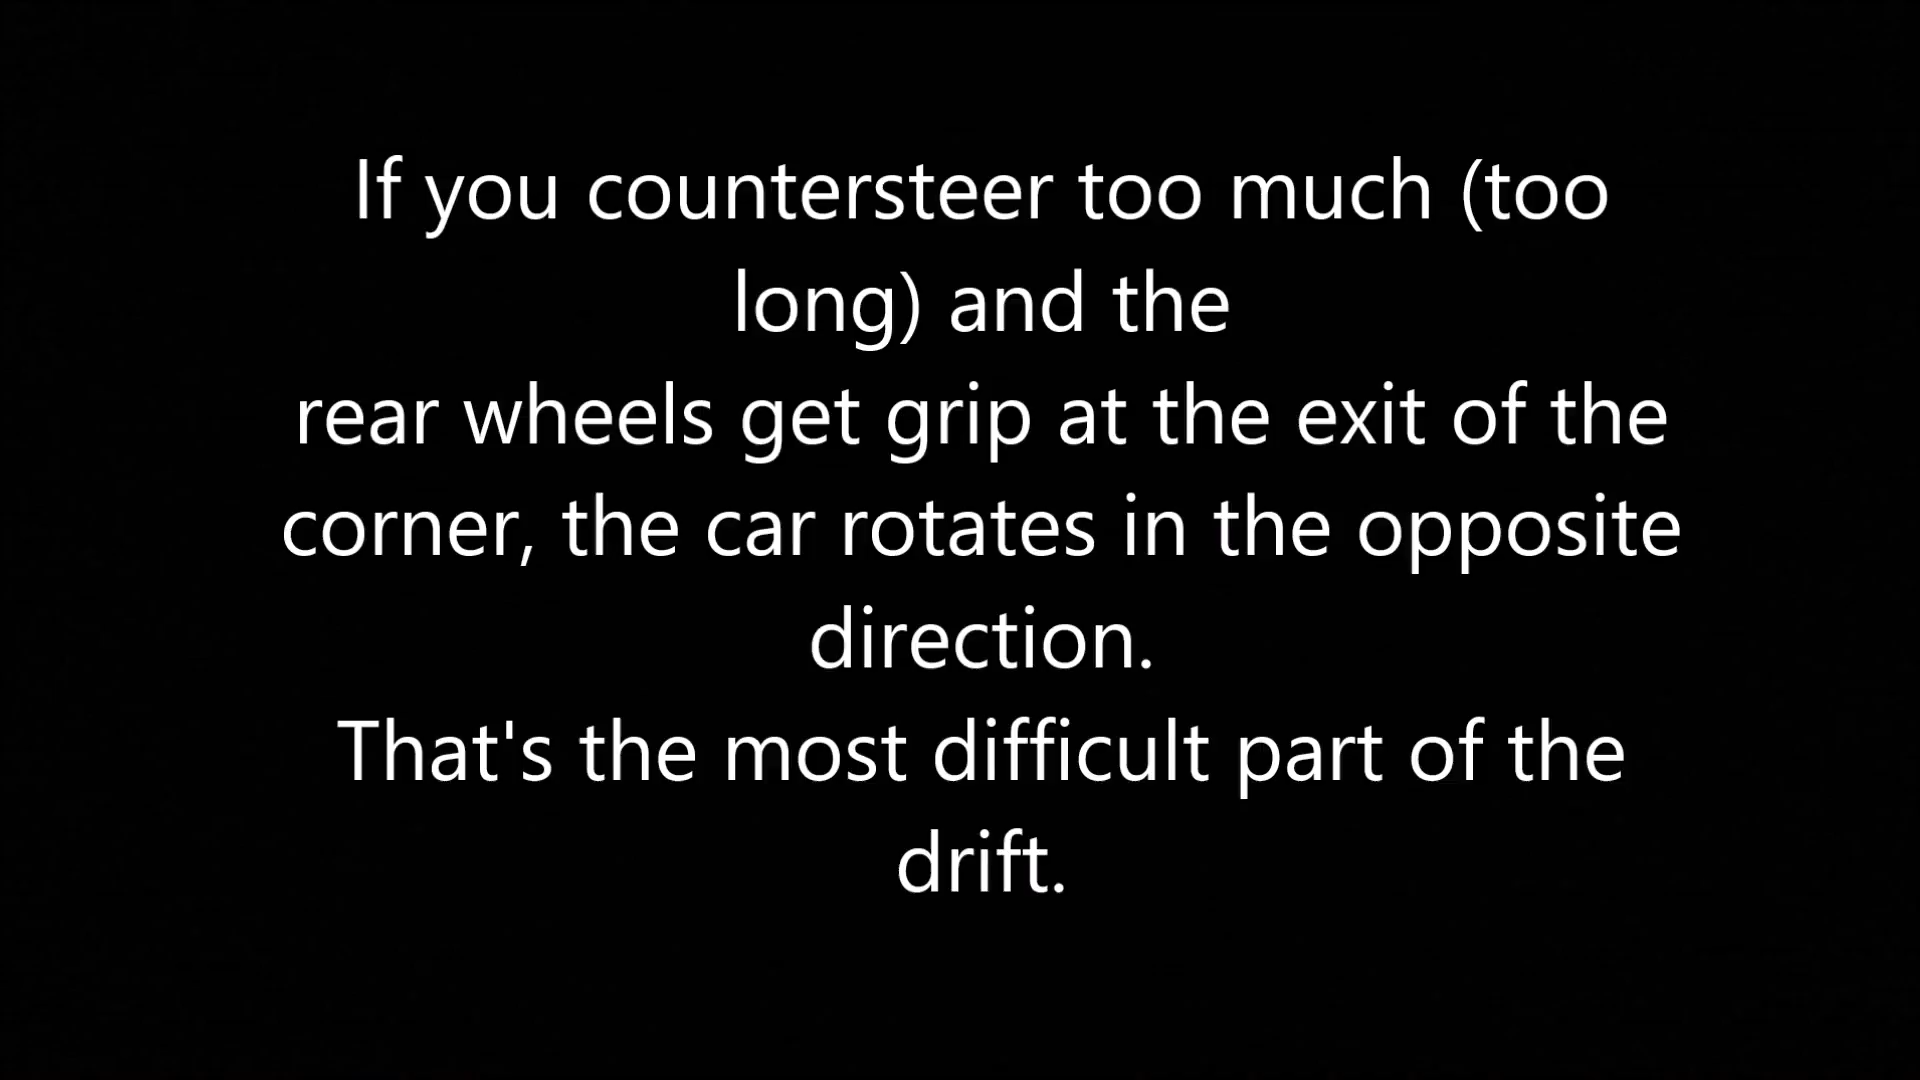 If you countersteer too much (too
long) and the
rear wheels get grip at the exit of the
corner, the car rotates in the opposite
direction.
That's the most difficult part of the
drift.